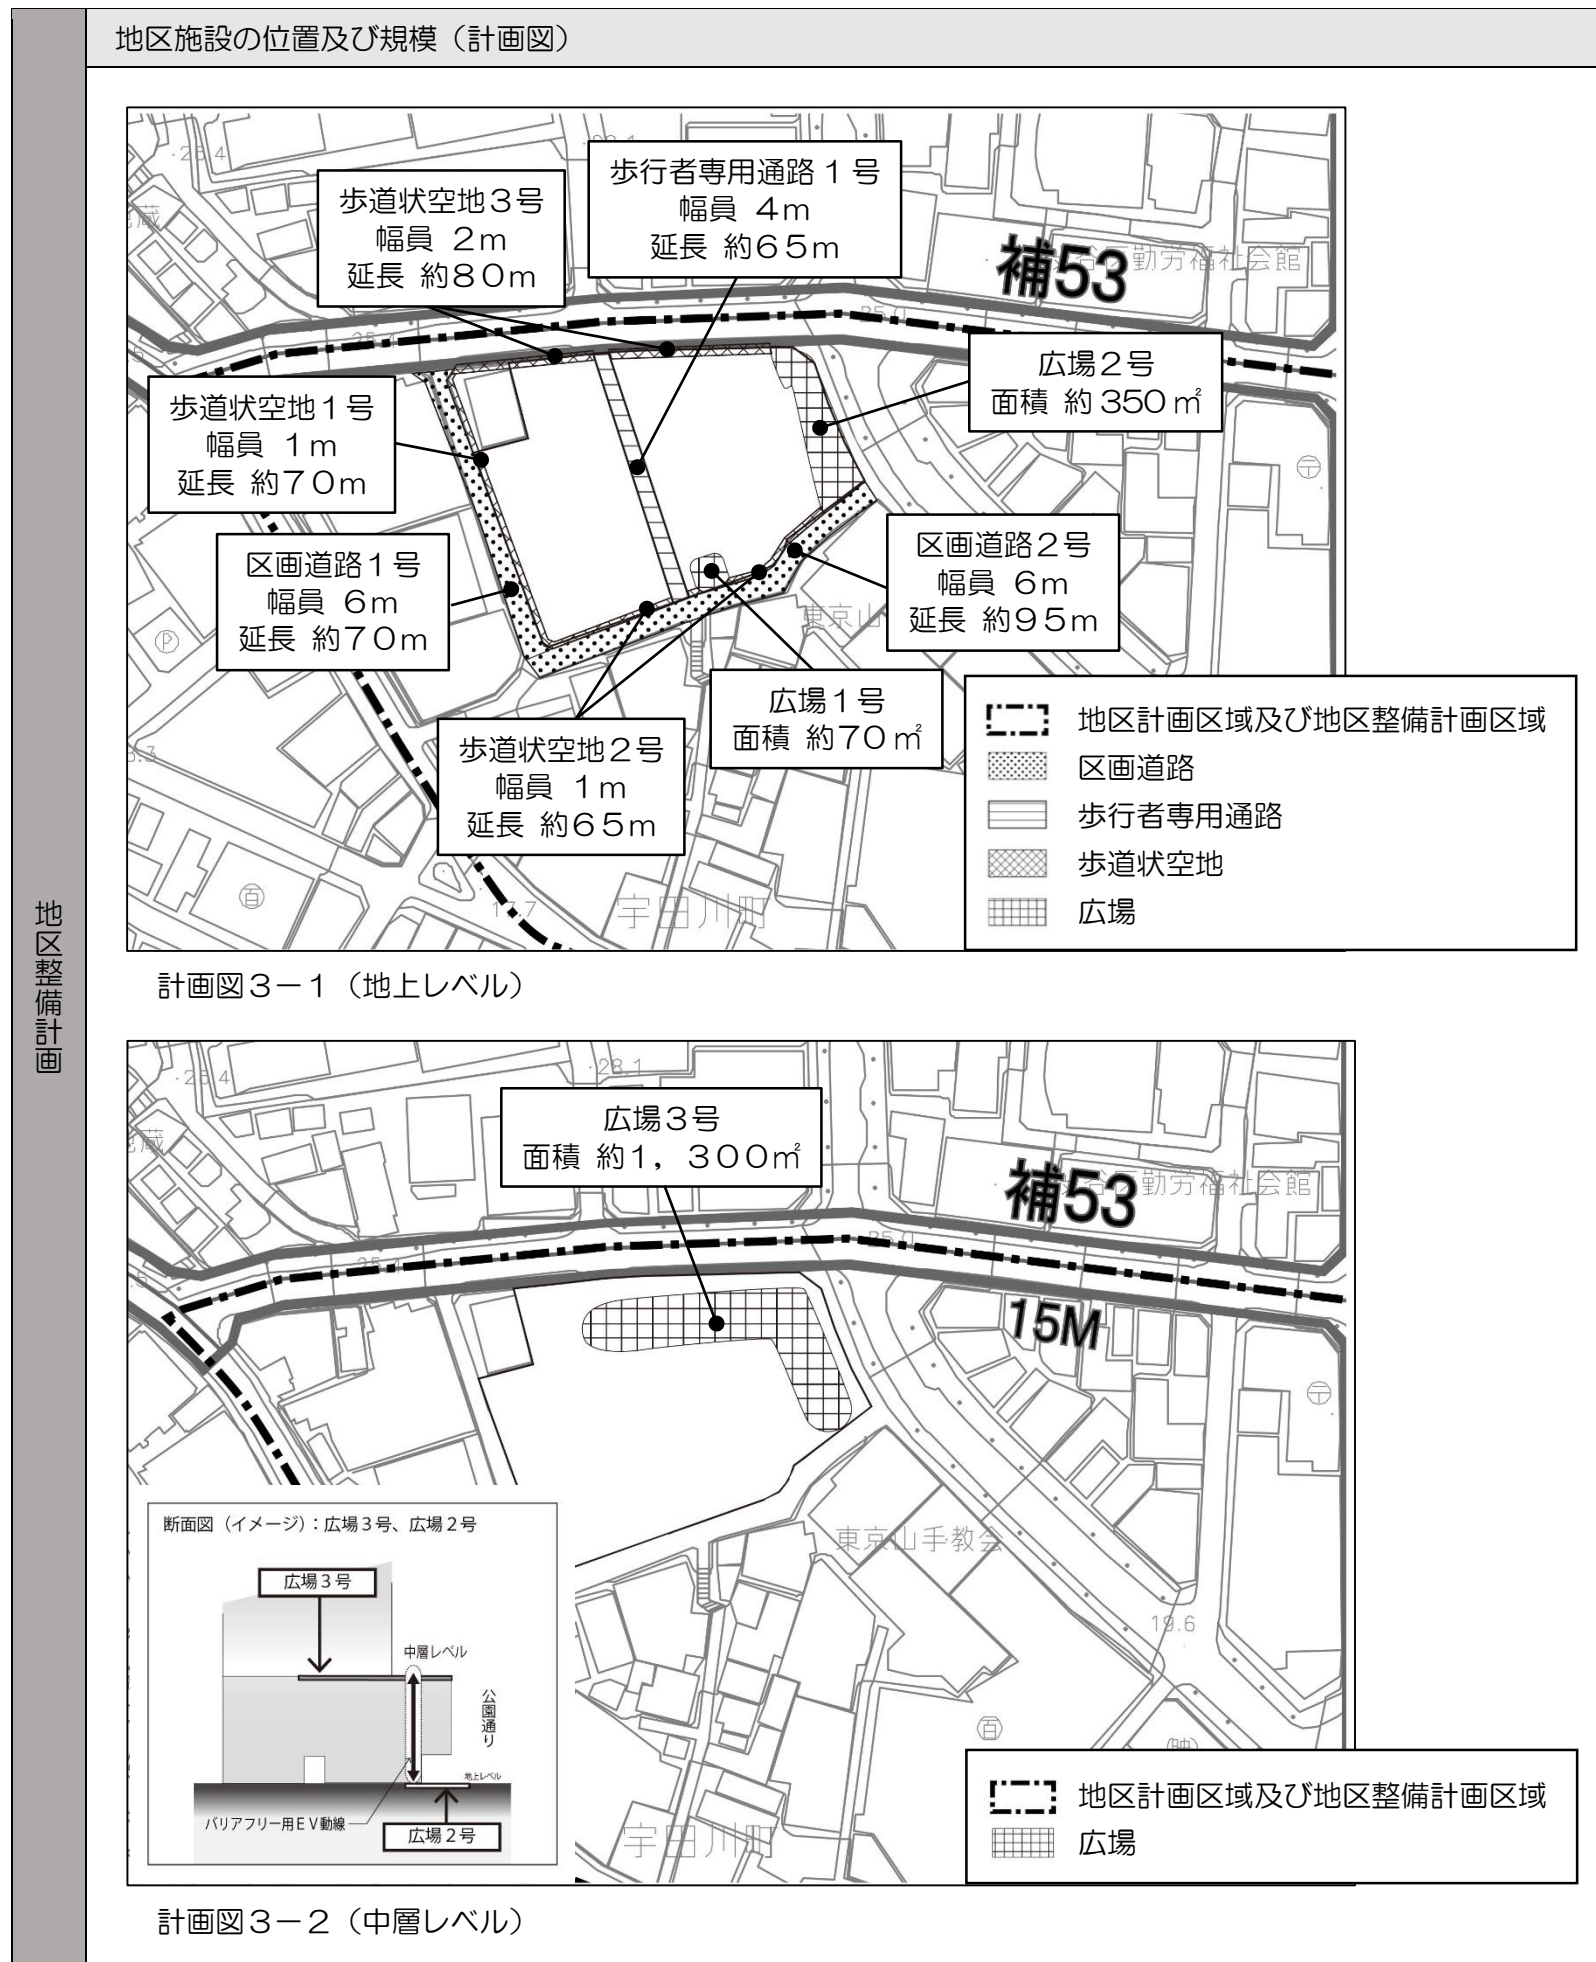 地区施設の位置及び規模（計画図）
地区整備計画
歩行者専用通路１号
幅員 ４ｍ
延長 約６５ｍ
歩道状空地３号
幅員 ２ｍ
延長 約８０ｍ
補53
勤労福祉会館
広場２号
面積 約350㎡
歩道状空地１号
幅員 １ｍ
延長 約７０ｍ
区画道路１号
幅員 ６ｍ
延長 約７０ｍ
区画道路２号
幅員 ６ｍ
延長 約９５ｍ
東京山
広場１号
面積 約７０㎡
歩道状空地２号
幅員 １ｍ
延長 約６５ｍ
17.7
宇田川町
地区計画区域及び地区整備計画区域
区画道路
歩行者専用通路
歩道状空地
広場
計画図３－１（地上レベル）
28.1
広場３号
面積 約１，３００㎡
補53
勤労福祉会館
25.0
15M
東京山手教会
19.6
宇田川町
断面図（イメージ）：広場３号、広場２号
広場３号
中層レベル
公園通り
地上レベル
バリアフリー用ＥＶ動線
広場２号
地区計画区域及び地区整備計画区域
広場
計画図３－２（中層レベル）